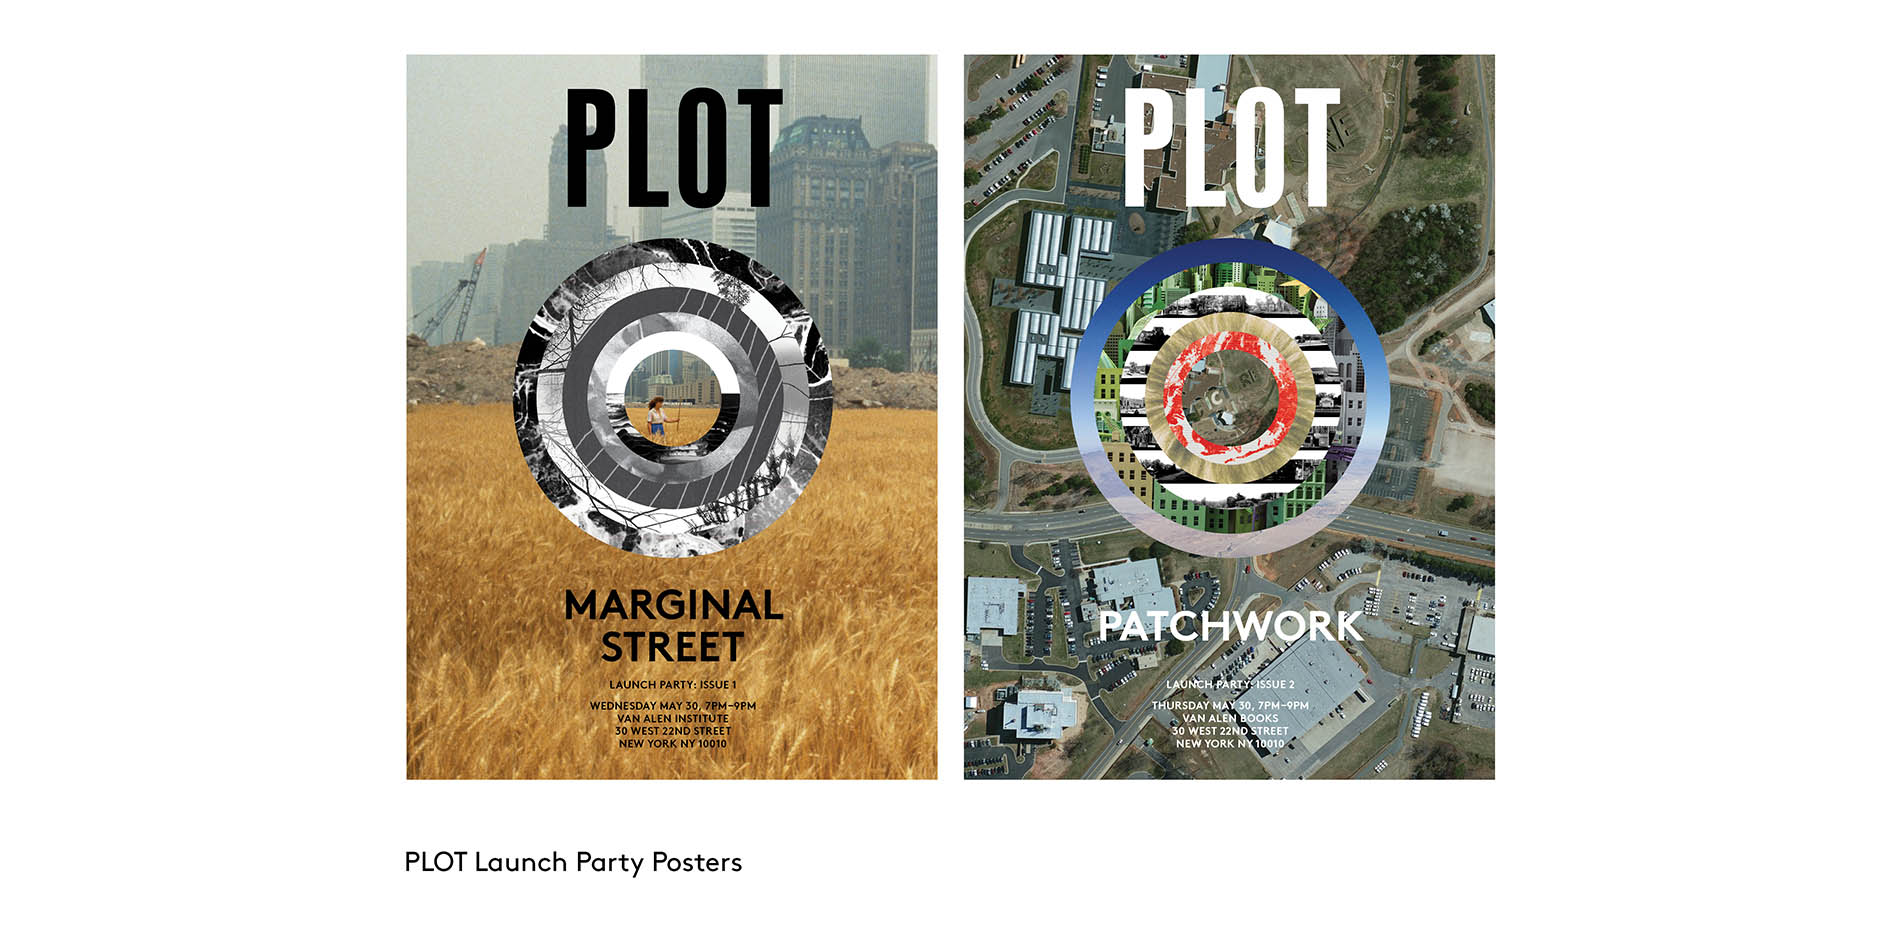 PLOT
MARGINAL
STREET
LAUNCH PARTY: ISSUE 1
WEDNESDAY MAY 30, 7PM–9PM
VAN ALEN INSTITUTE
30 WEST 22ND STREET
NEW YORK NY 10010
PLOT
PATCHWORK
LAUNCH PARTY: ISSUE 2
THURSDAY MAY 30, 7PM–9PM
VAN ALEN BOOKS
30 WEST 22ND STREET
NEW YORK NY 10010
PLOT Launch Party Posters